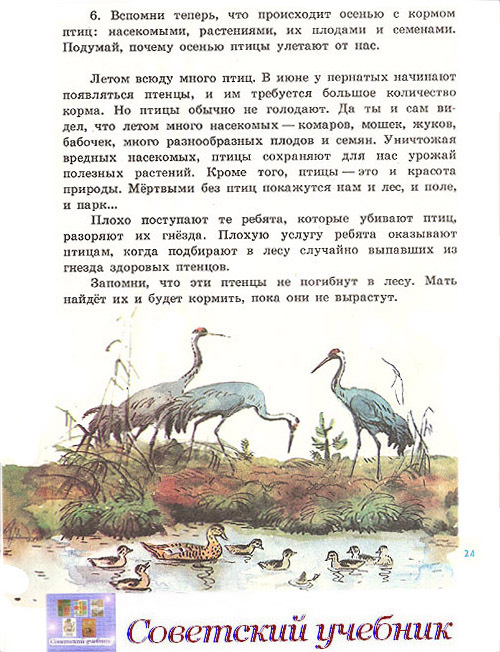 6. Вспомни теперь, что происходит осенью с кормом
птиц: насекомыми, растениями, их плодами и семенами.
Подумай, почему осенью птицы улетают от нас.
Летом всюду много птиц. В июне у пернатых начинают
появляться птенцы, и им требуется большое количество
корма. Но птицы обычно не голодают. Да ты и сам ви-
дел, что летом много насекомых — комаров, мошек, жуков,
бабочек, много разнообразных плодов и семян. Уничтожая
вредных насекомых, птицы сохраняют для нас урожай
полезных растений. Кроме того, птицы — это и красота
природы. Мёртвыми без птиц покажутся нам и лес, и поле,
и парк...
Плохо поступают те ребята, которые убивают птиц,
разоряют их гнёзда. Плохую услугу ребята оказывают
птицам, когда подбирают в лесу случайно выпавших из
гнезда здоровых птенцов.
Запомни, что эти птенцы не погибнут в лесу. Мать
найдёт их и будет кормить, пока они не вырастут.
24
Советский учебник
Советский учебник